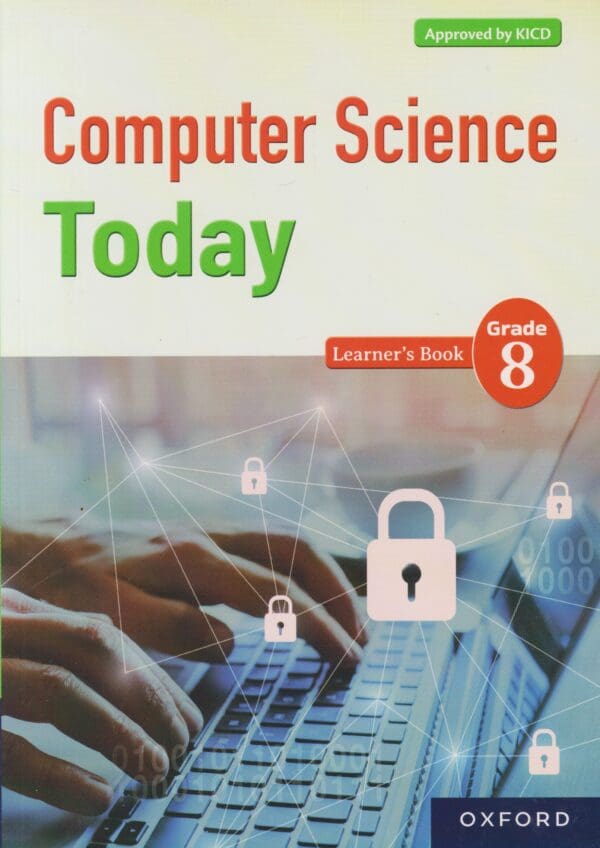 Approved by KICD
Computer Science
Today
Learner's Book
Grade
8
0100
1000
OXFORD